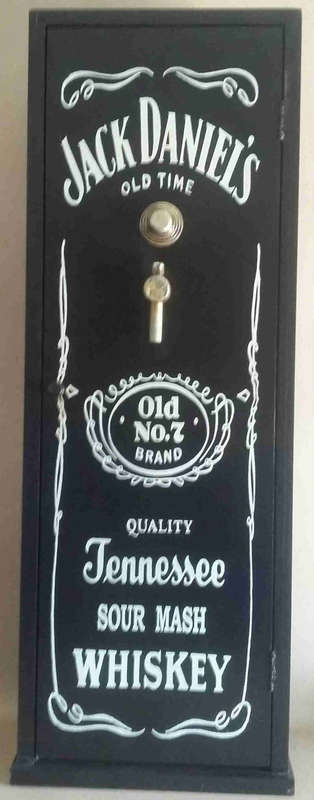 JACK DANIEL'S
OLD TIME
Old
No.7
BRAND
QUALITY
Tennessee
SOUR MASH
WHISKEY